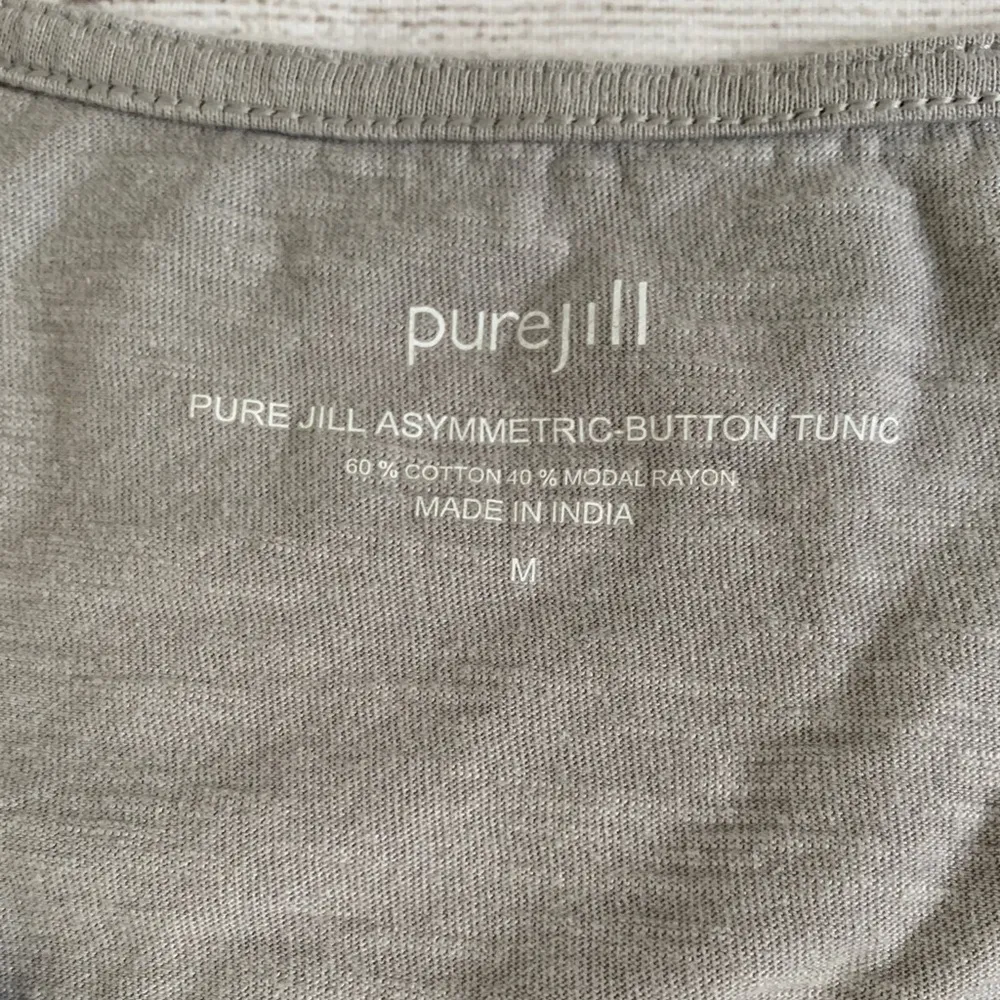 purejill
PURE JILL ASYMMETRIC-BUTTON TUNIC
60 % COTTON 40 % MODAL RAYON
MADE IN INDIA
M